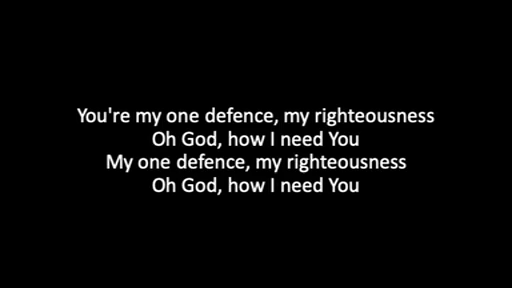 You're my one defence, my righteousness
Oh God, how I need You
My one defence, my righteousness
Oh God, how I need You